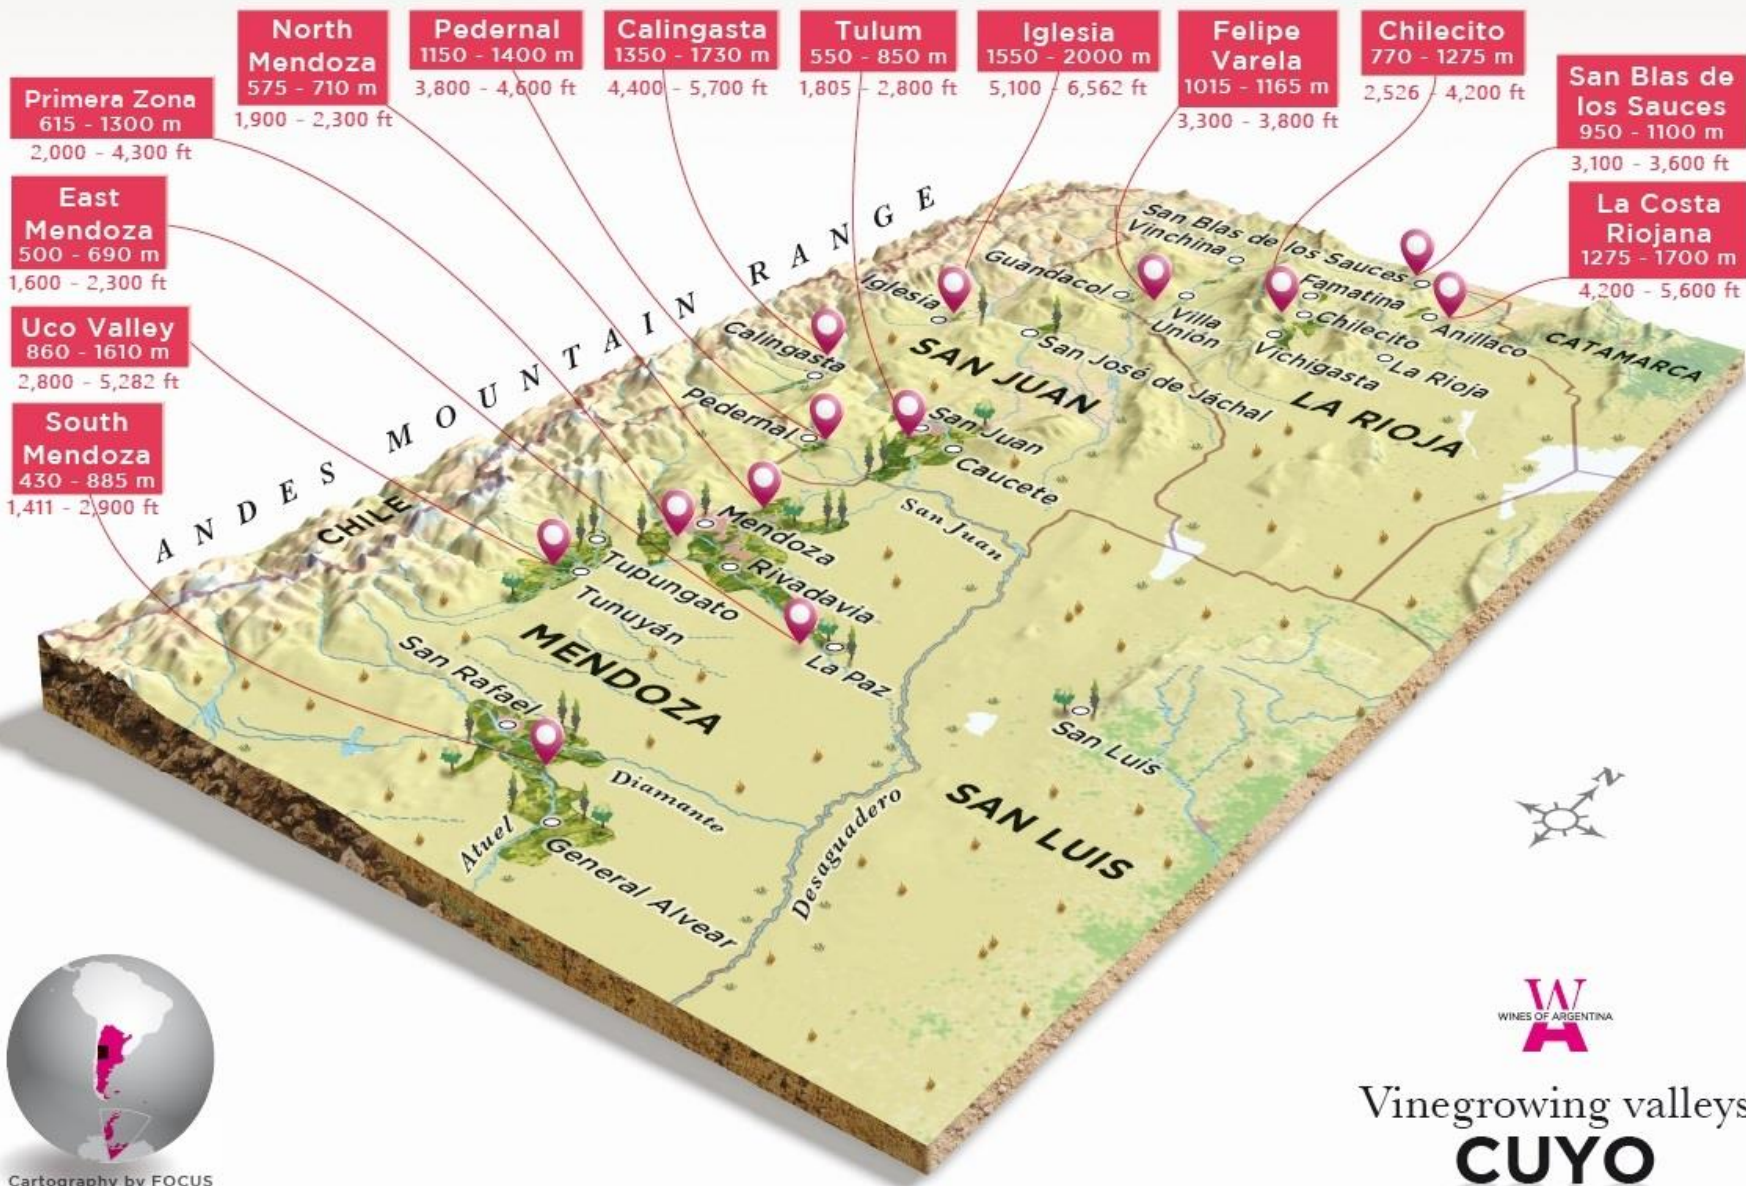 North
Mendoza
575 - 710 m
1,900 - 2,300 ft
Pedernal
1150 - 1400 m
3,800 - 4,600 ft
Calingasta
1350 - 1730 m
4,400 - 5,700 ft
Tulum
550 - 850 m
1,805 - 2,800 ft
Iglesia
1550 - 2000 m
5,100 - 6,562 ft
Felipe
Varela
1015 - 1165 m
3,300 - 3,800 ft
Chilecito
770 - 1275 m
2,526 - 4,200 ft
San Blas de
los Sauces
950 - 1100 m
3,100 - 3,600 ft
La Costa
Riojana
1275 - 1700 m
4,200 - 5,600 ft
Primera Zona
615 - 1300 m
2,000 - 4,300 ft
East
Mendoza
500 - 690 m
1,600 - 2,300 ft
Uco Valley
860 - 1610 m
2,800 - 5,282 ft
South
Mendoza
430 - 885 m
1,411 - 2,900 ft
ANDES MOUNTAIN RANGE
CHILE
San Blas de los Sauces
Vinchina
Guandacol
Iglesia
Famatina
Villa
Unión
Chilecito
Anillaco
CATAMARCA
Vichigasta
La Rioja
Calingasta
SAN JUAN
San José de Jáchal
LA RIOJA
Pedernal
San Juan
Caucete
San Juan
Mendoza
Rivadavia
Tupungato
Tunuyán
La Paz
MENDOZA
San Rafael
Diamante
Atuel
General Alvear
Desaguadero
San Luis
SAN LUIS
N
WA
WINES OF ARGENTINA
Vinegrowing valleys
CUYO
Cartography by FOCUS